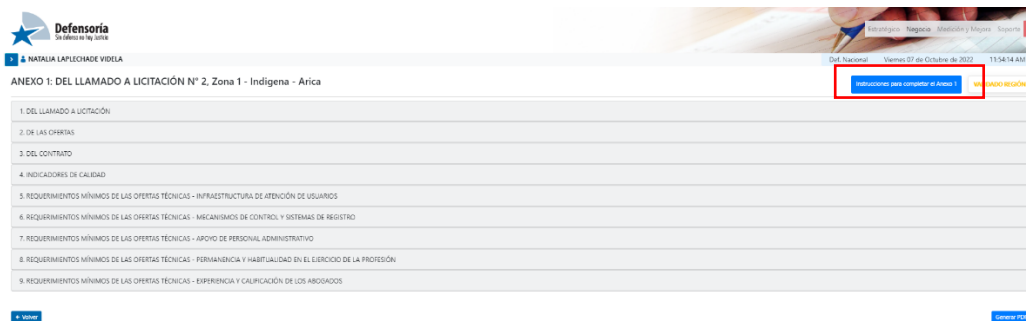 Defensoría
Sin defensa no hay Justicia
Estratégico Negocio Medición y Mejora Soporte
NATALIA LAPLECHADE VIDELA
Def. Nacional Viernes 07 de Octubre de 2022 11:54:14 AM
ANEXO 1: DEL LLAMADO A LICITACIÓN N° 2, Zona 1 - Indigena - Arica
Instrucciones para completar el Anexo 1
VALIDADO REGIÓN
1. DEL LLAMADO A LICITACIÓN
2. DE LAS OFERTAS
3. DEL CONTRATO
4. INDICADORES DE CALIDAD
5. REQUERIMIENTOS MÍNIMOS DE LAS OFERTAS TÉCNICAS - INFRAESTRUCTURA DE ATENCIÓN DE USUARIOS
6. REQUERIMIENTOS MÍNIMOS DE LAS OFERTAS TÉCNICAS - MECANISMOS DE CONTROL Y SISTEMAS DE REGISTRO
7. REQUERIMIENTOS MÍNIMOS DE LAS OFERTAS TÉCNICAS - APOYO DE PERSONAL ADMINISTRATIVO
8. REQUERIMIENTOS MÍNIMOS DE LAS OFERTAS TÉCNICAS - PERMANENCIA Y HABITUALIDAD EN EL EJERCICIO DE LA PROFESIÓN
9. REQUERIMIENTOS MÍNIMOS DE LAS OFERTAS TÉCNICAS - EXPERIENCIA Y CALIFICACIÓN DE LOS ABOGADOS
Volver
Generar PDF